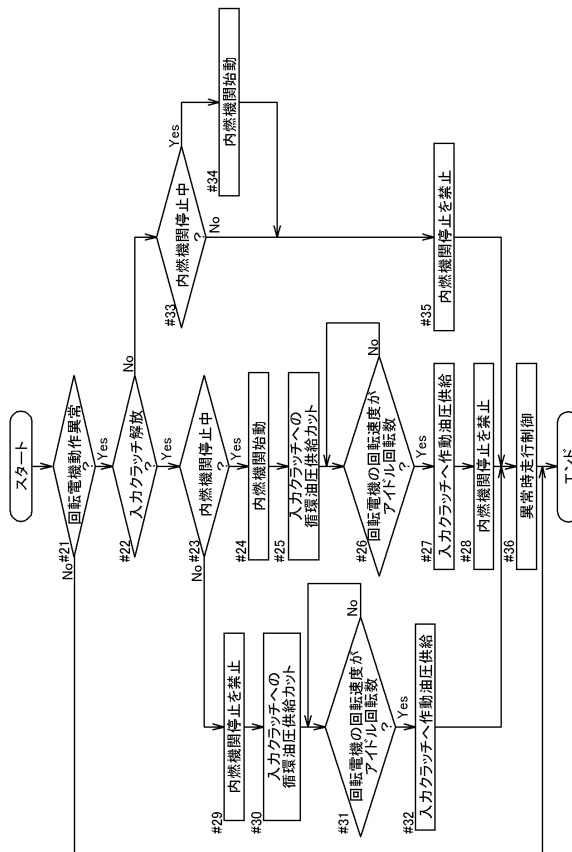 スタート
#21
回転電機動作異常
?
No
Yes
#22
入力クラッチ解放
?
No
Yes
#23
内燃機関停止中
?
No
Yes
#33
内燃機関停止中
?
Yes
No
#34
内燃機関始動
#24
内燃機関始動
#25
入力クラッチへの
循環油圧供給カット
#26
回転電機の回転速度が
アイドル回転数
?
No
Yes
#27
入力クラッチへ作動油圧供給
#28
内燃機関停止を禁止
#29
内燃機関停止を禁止
#30
入力クラッチへの
循環油圧供給カット
#31
回転電機の回転速度が
アイドル回転数
?
No
Yes
#32
入力クラッチへ作動油圧供給
#35
内燃機関停止を禁止
#36
異常時走行制御
エンド